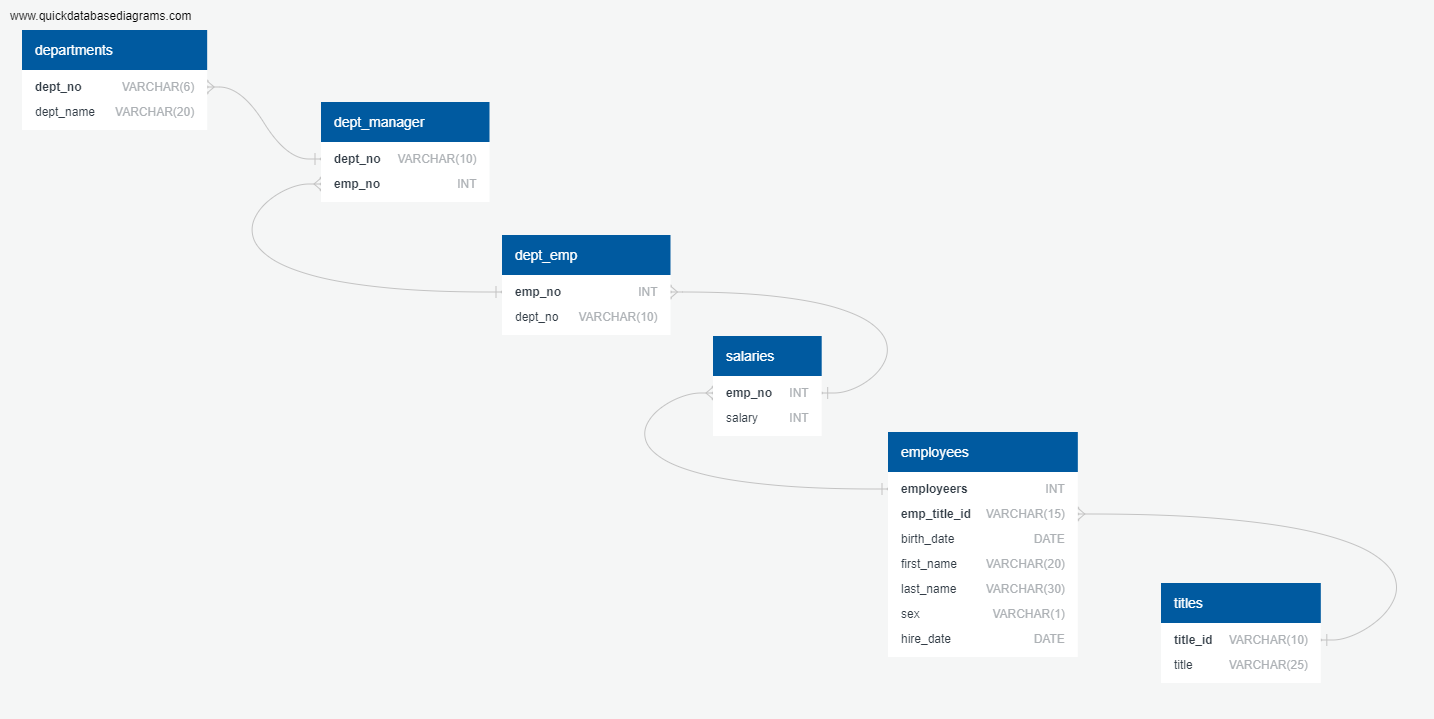 www.quickdatabasediagrams.com
departments
dept_no VARCHAR(6)
dept_name VARCHAR(20)
dept_manager
dept_no VARCHAR(10)
emp_no INT
dept_emp
emp_no INT
dept_no VARCHAR(10)
salaries
emp_no INT
salary INT
employees
employeers INT
emp_title_id VARCHAR(15)
birth_date DATE
first_name VARCHAR(20)
last_name VARCHAR(30)
sex VARCHAR(1)
hire_date DATE
titles
title_id VARCHAR(10)
title VARCHAR(25)